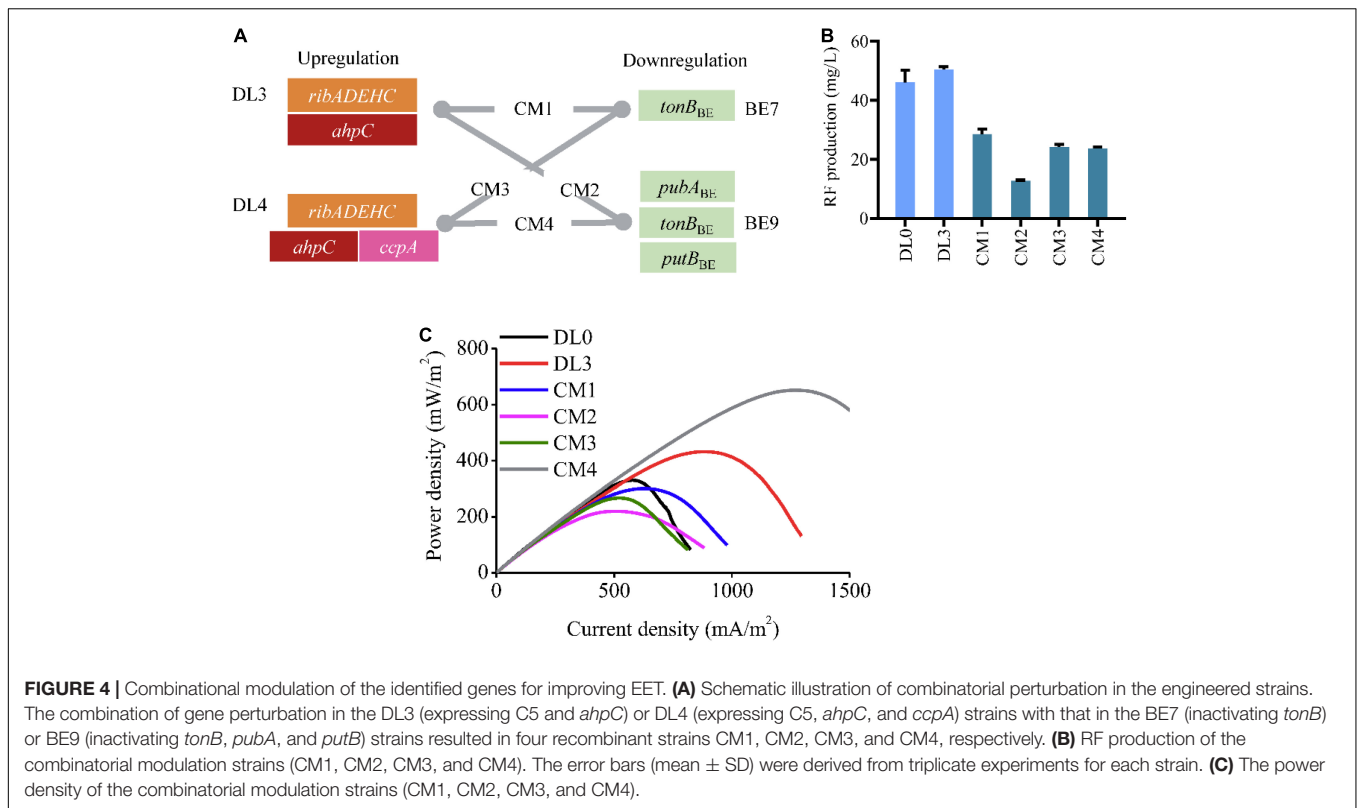 A
Upregulation
Downregulation
DL3
ribADEHC
ahpC
CM1
tonBBE
BE7
CM3
CM2
DL4
ribADEHC
ahpC
ccpA
CM4
pubABE
tonBBE
BE9
putBBE
B
RF production (mg/L)
60
40
20
0
DL0
DL3
CM1
CM2
CM3
CM4
C
Power density (mW/m²)
800
600
400
200
0
DL0
DL3
CM1
CM2
CM3
CM4
0
500
1000
1500
Current density (mA/m²)
FIGURE 4 | Combinational modulation of the identified genes for improving EET. (A) Schematic illustration of combinatorial perturbation in the engineered strains.
The combination of gene perturbation in the DL3 (expressing C5 and ahpC) or DL4 (expressing C5, ahpC, and ccpA) strains with that in the BE7 (inactivating tonB)
or BE9 (inactivating tonB, pubA, and putB) strains resulted in four recombinant strains CM1, CM2, CM3, and CM4, respectively. (B) RF production of the
combinatorial modulation strains (CM1, CM2, CM3, and CM4). The error bars (mean ± SD) were derived from triplicate experiments for each strain. (C) The power
density of the combinatorial modulation strains (CM1, CM2, CM3, and CM4).